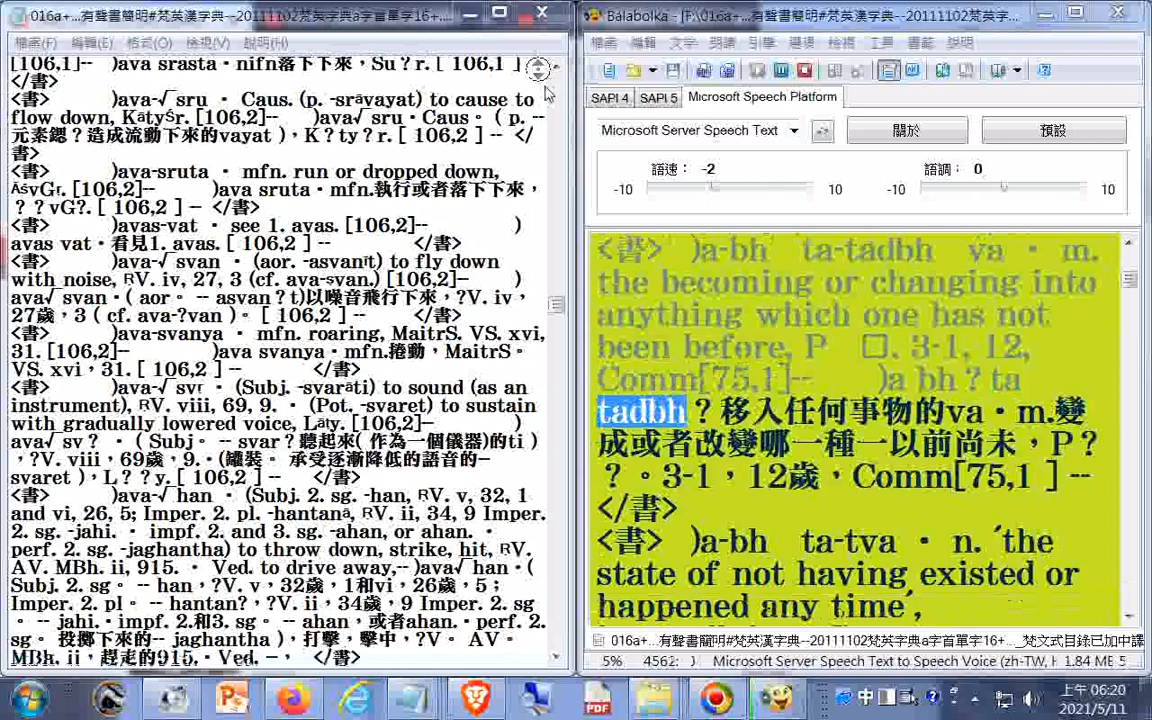 016a+...有聲書簡明#梵英漢字典--20111102梵英字典a字首單字16+...
檔案(F) 編輯(E) 格式(O) 檢視(V) 說明(H)
[106,1]-- )ava srasta‧nifn落下下來，Su？r. [ 106,1 ]
</書>
<書> )ava-√ sru ‧ Caus. (p. -srāvayat) to cause to
flow down, KātyŚr. [106,2]-- )ava√ sru‧Caus。( p. --
元素鍶？造成流動下來的vayat )，K？ty？r. [ 106,2 ] -- </
書>
<書> )ava-sruta ‧ mfn. run or dropped down,
ĀśvGṛ. [106,2]-- )ava sruta‧mfn.執行或者落下下來，
？？vG?. [ 106,2 ] -- </書>
<書> )avas-vat ‧ see 1. avas. [106,2]-- )
avas vat‧看見1. avas. [ 106,2 ] -- </書>
<書> )ava-√ svan ‧ (aor. -asvanīt) to fly down
with noise, RV. iv, 27, 3 (cf. ava-ṣvan.) [106,2]-- )
ava√ svan‧( aor。 -- asvan？t)以噪音飛行下來，?V. iv，
27歲，3 ( cf. ava-?van )。[ 106,2 ] -- </書>
<書> )ava-svanya ‧ mfn. roaring, MaitrS. VS. xvi,
31. [106,2]-- )ava svanya‧mfn.捲動，MaitrS。
VS. xvi，31. [ 106,2 ] -- </書>
<書> )ava-√ svṛ ‧ (Subj. -svarāti) to sound (as an
instrument), RV. viii, 69, 9. ‧ (Pot. -svaret) to sustain
with gradually lowered voice, Lāṭy. [106,2]-- )
ava√ sv？‧( Subj。 -- svar？聽起來( 作為一個儀器)的ti )
，?V. viii，69歲，9.‧(罐裝。 承受逐漸降低的語音的--
svaret )，L？？y. [ 106,2 ] -- </書>
<書> )ava-√ han ‧ (Subj. 2. sg. -han, RV. v, 32, 1
and vi, 26, 5; Imper. 2. pl. -hantanā, RV. ii, 34, 9 Imper.
2. sg. -jahi. ‧ impf. 2. and 3. sg. -ahan, or ahan. ‧
perf. 2. sg. -jaghantha) to throw down, strike, hit, RV.
AV. MBh. ii, 915. ‧ Ved. to drive away,-- )ava√ han‧(
Subj. 2. sg。 -- han，?V. v，32歲，1和vi，26歲，5；
Imper. 2. pl。 -- hantan?，?V. ii，34歲，9 Imper. 2. sg
。 -- jahi.‧impf. 2.和3. sg。 -- ahan，或者ahan.‧perf. 2.
sg。 投擲下來的-- jaghantha )，打擊，擊中，?V。AV。
MBh. ii，趕走的915.‧Ved. --， </書>
Balabolka - [F:\016a+...有聲書簡明#梵英漢字典--20111102梵英字...
檔案 編輯 文字 朗讀 引擎 選項 檢視 工具 書籤 說明
SAPI 4 SAPI 5 Microsoft Speech Platform
Microsoft Server Speech Text 關於 預設
語速： -2 語調： 0
-10 10 -10 10
<書> )a-bh ta-tadbh va ‧ m.
the becoming or changing into
anything which one has not
been before, P □. 3-1, 12,
Comm[75,1]-- )a bh？ta
tadbh？移入任何事物的va‧m.變
成或者改變哪一種一以前尚未，P？
？。3-1，12歲，Comm[75,1 ] --
</書>
<書> )a-bh ta-tva ‧ n. 'the
state of not having existed or
happened any time',
016a+...有聲書簡明#梵英漢字典--20111102梵英字典a字首單字16+..._梵文式目錄已加中譯
5% 4562: Microsoft Server Speech Text to Speech Voice (zh-TW, H 1.84 MB
中 上午 06:20
2021/5/11